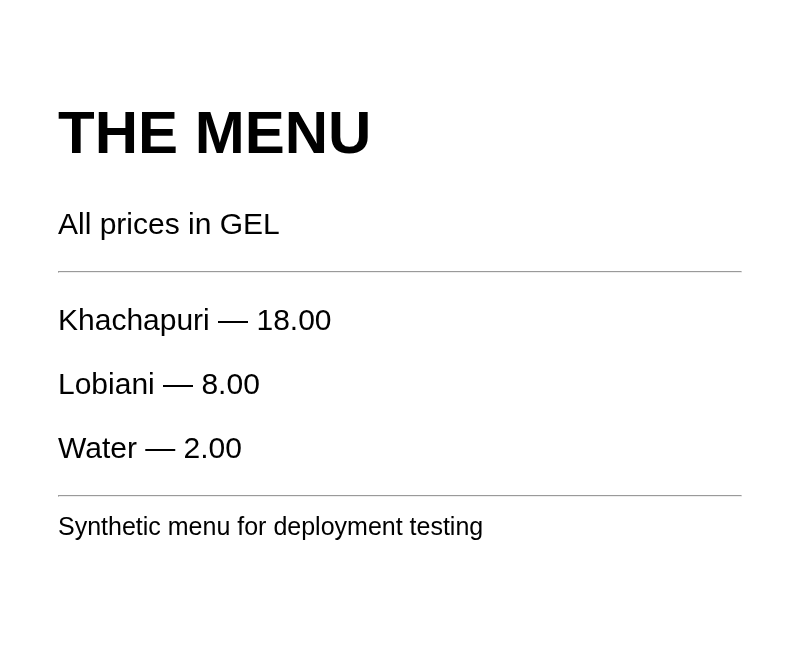 THE MENU
All prices in GEL
Khachapuri — 18.00
Lobiani — 8.00
Water — 2.00
Synthetic menu for deployment testing